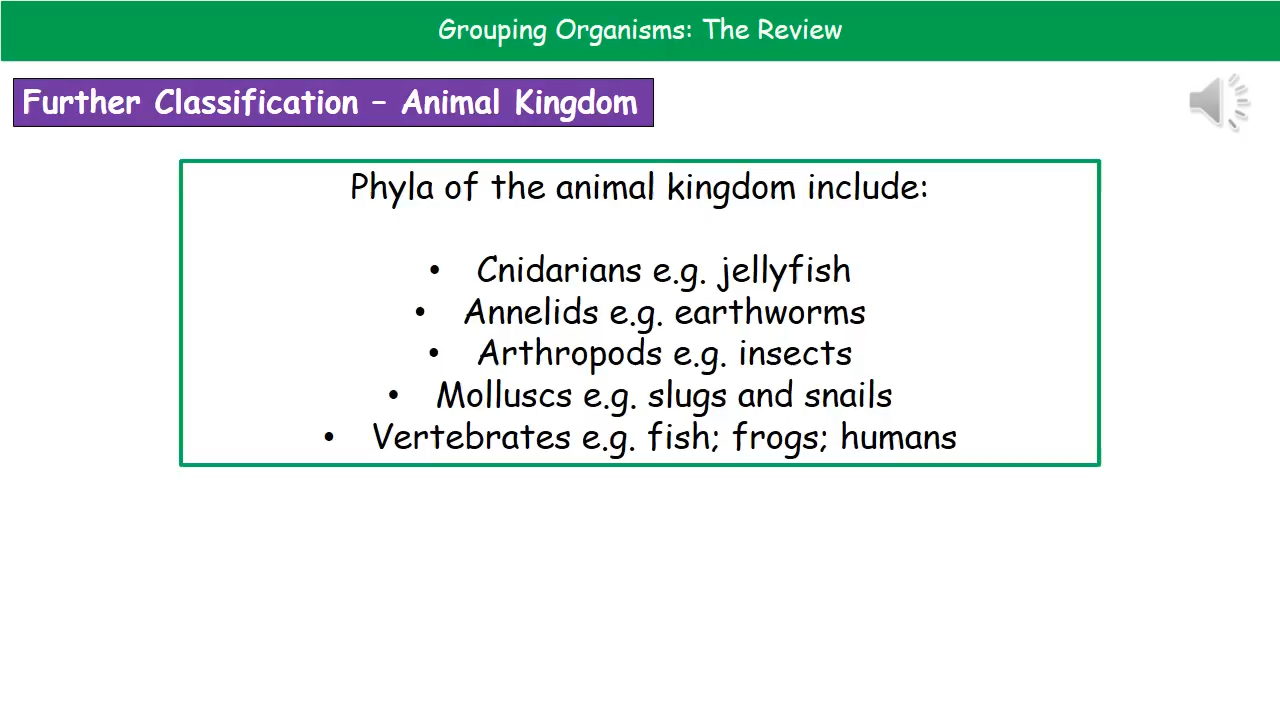 Grouping Organisms: The Review
Further Classification – Animal Kingdom
Phyla of the animal kingdom include:
• Cnidarians e.g. jellyfish
• Annelids e.g. earthworms
• Arthropods e.g. insects
• Molluscs e.g. slugs and snails
• Vertebrates e.g. fish; frogs; humans